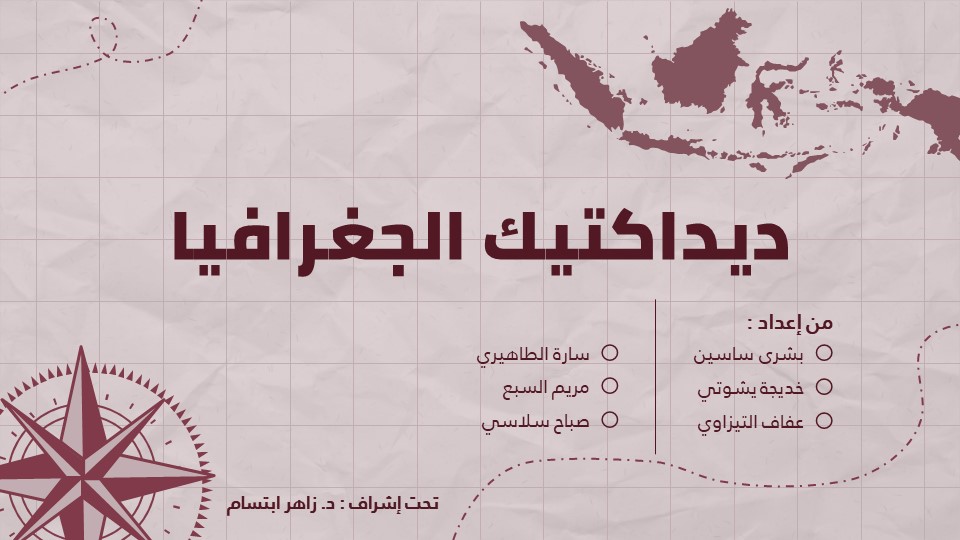 ديداكتيك الجغرافيا
من إعداد :
بشرى ساسين
خديجة يشوتي
عفاف التيزاوي
سارة الطاهيري
مريم السبع
صباح سلاسي
تحت إشراف : د. زاهر ابتسام